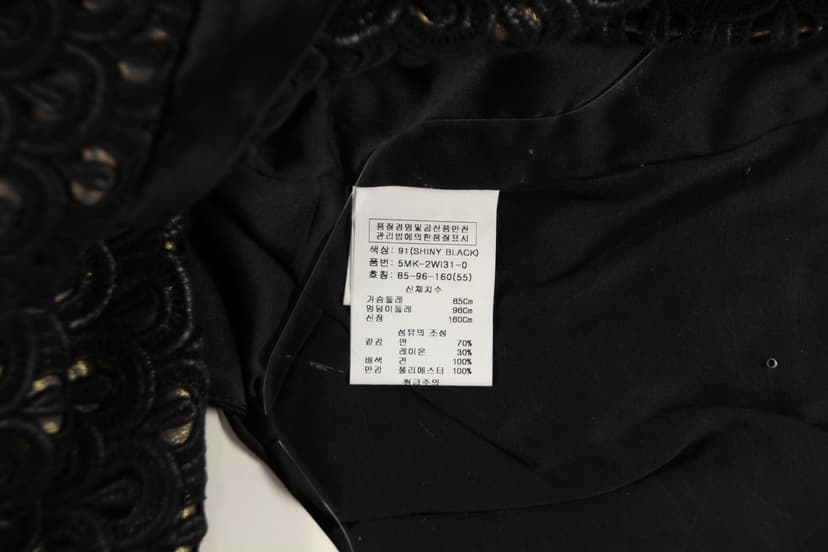 품질경영및공산품안전
관리법에의한품질표시
색상: 91(SHINY BLACK)
품번: 5MK-2WI31-0
호칭: 85-96-160(55)
신체치수
가슴둘레 85Cm
엉덩이둘레 96Cm
신장 160Cm
섬유의 조성
겉감 면 70%
레이온 30%
배색 견 100%
안감 폴리에스터 100%
취급주의